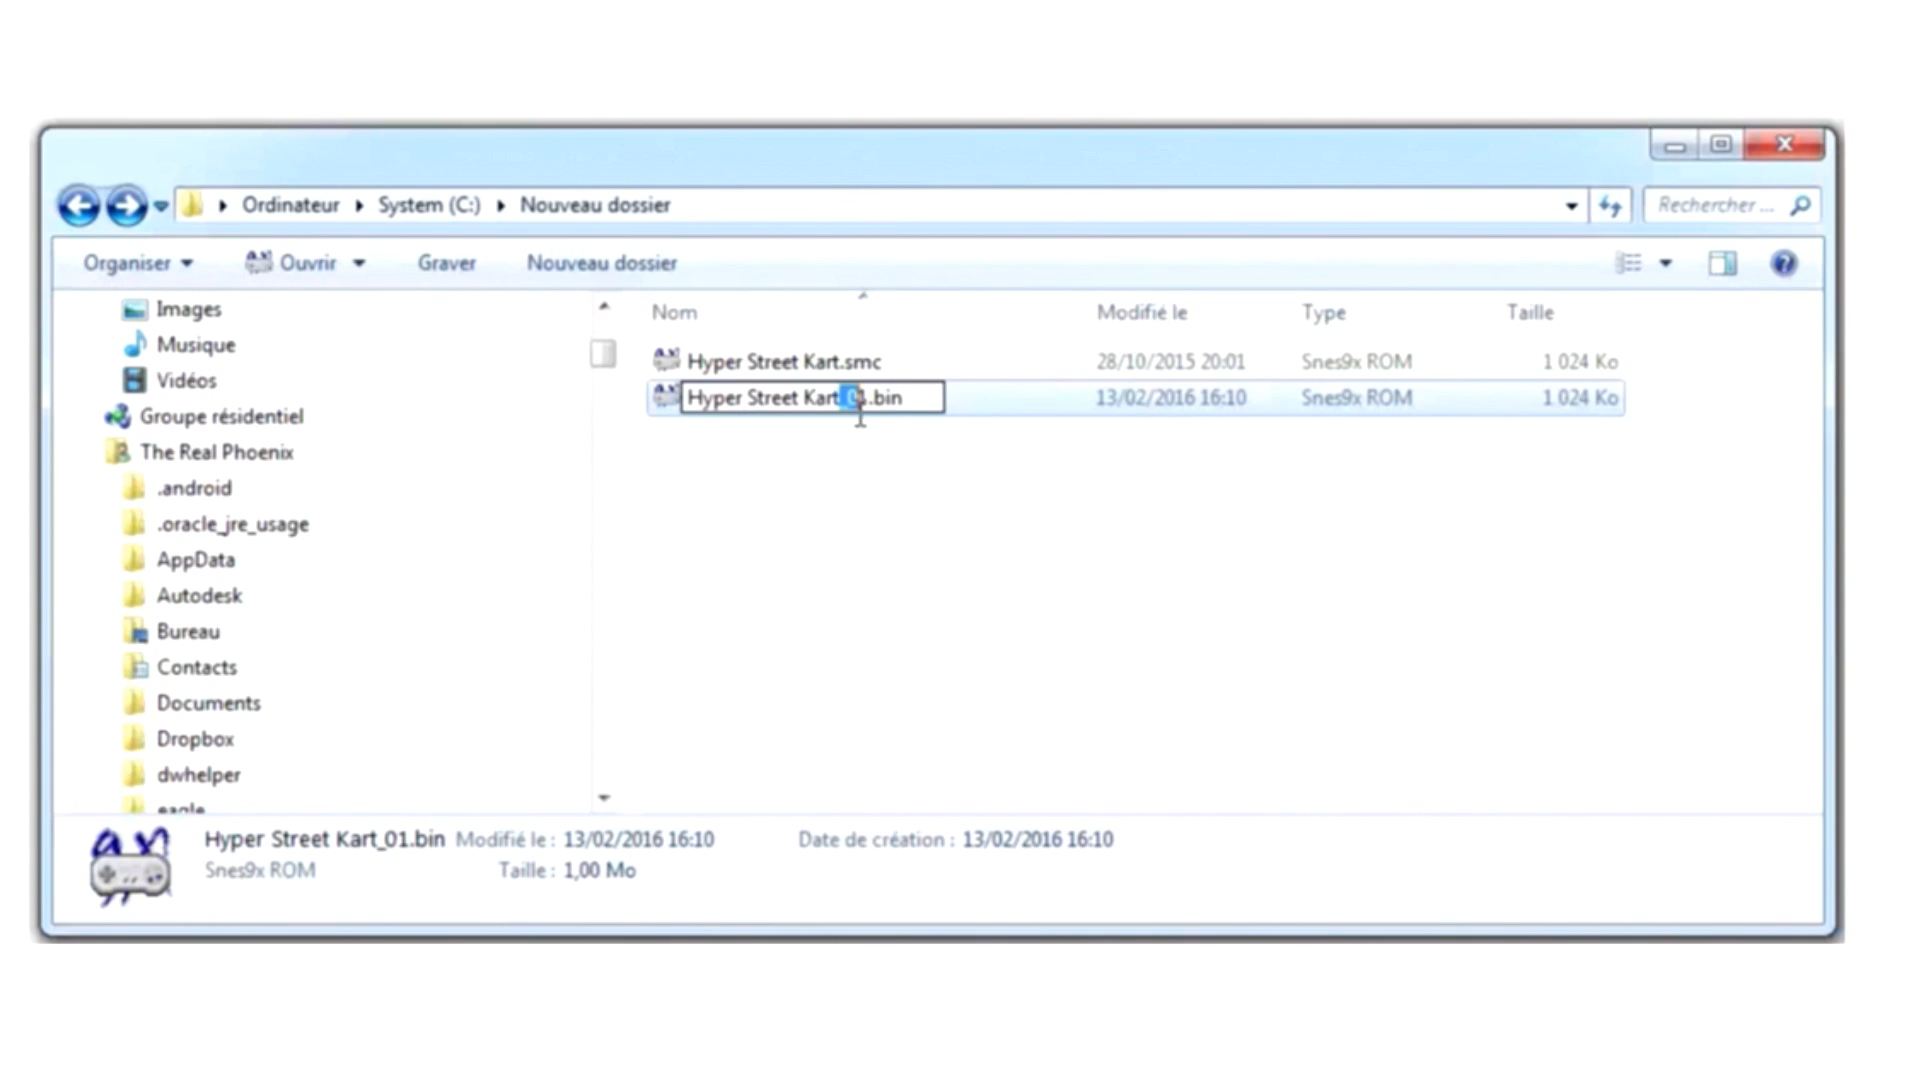 Ordinateur System (C:) Nouveau dossier
Rechercher ...
Organiser Ouvrir Graver Nouveau dossier
Images
Musique
Vidéos
Groupe résidentiel
The Real Phoenix
.android
.oracle_jre_usage
AppData
Autodesk
Bureau
Contacts
Documents
Dropbox
dwhelper
eagle
Nom Modifié le Type Taille
Hyper Street Kart.smc 28/10/2015 20:01 Snes9x ROM 1 024 Ko
Hyper Street Kart_01.bin 13/02/2016 16:10 Snes9x ROM 1 024 Ko
Hyper Street Kart_01.bin Modifié le : 13/02/2016 16:10 Date de création : 13/02/2016 16:10
Snes9x ROM Taille : 1,00 Mo